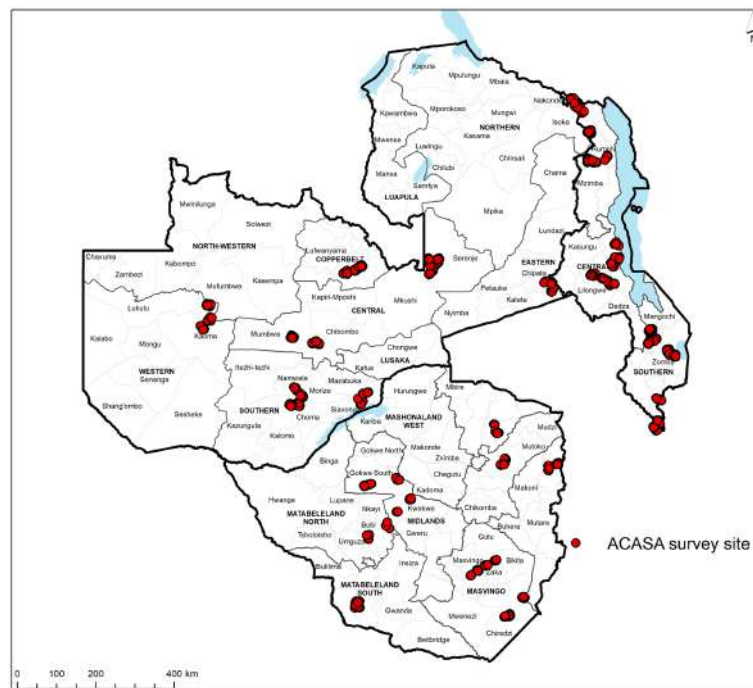 Kaputa
Mpulungu
Mbala
Nakonde
Mporokoso
Mungwi
Isoka
Kawambwa
NORTHERN
Kasama
Mwense
Luwingu
Chinsali
Rumphi
Mansa
Chilubi
Chama
Samfya
Mzimba
LUAPULA
Mwinilunga
Mpika
Solwezi
Lundazi
NORTH-WESTERN
Lufwanyama
COPPERBELT
Serenje
Kasungu
Chavuma
Kabompo
EASTERN
CENTRAL
Zambezi
Kasempa
Chipata
Mufumbwe
Petauke
Lilongwe
Lukulu
Kapiri-Mposhi
Mkushi
Katete
CENTRAL
Nyimba
Dedza
Mangochi
Kalabo
Mongu
Kaoma
Mumbwa
Chibombo
Chongwe
WESTERN
Senanga
Itezhi-tezhi
LUSAKA
Kafue
Zomba
SOUTHERN
Namwala
Monze
Mazabuka
Hurungwe
Shang'ombo
Sesheke
SOUTHERN
Choma
Siavonga
Kariba
MASHONALAND
WEST
Kazungula
Kalomo
Mudzi
Binga
Gokwe North
Makonde
Zvimba
Mutoko
Gokwe South
Chegutu
Makoni
Hwange
Lupane
Kadoma
MATABELELAND
NORTH
Nkayi
Kwekwe
Chikomba
MIDLANDS
Mutare
Tsholotsho
Bubi
Gweru
Buhera
Umguza
Gutu
ACASA survey site
Bulilima
Insiza
Masvingo
Bikita
Zaka
MATABELELAND
SOUTH
MASVINGO
Gwanda
Mwenezi
Chiredzi
Beitbridge
0 100 200 400 km